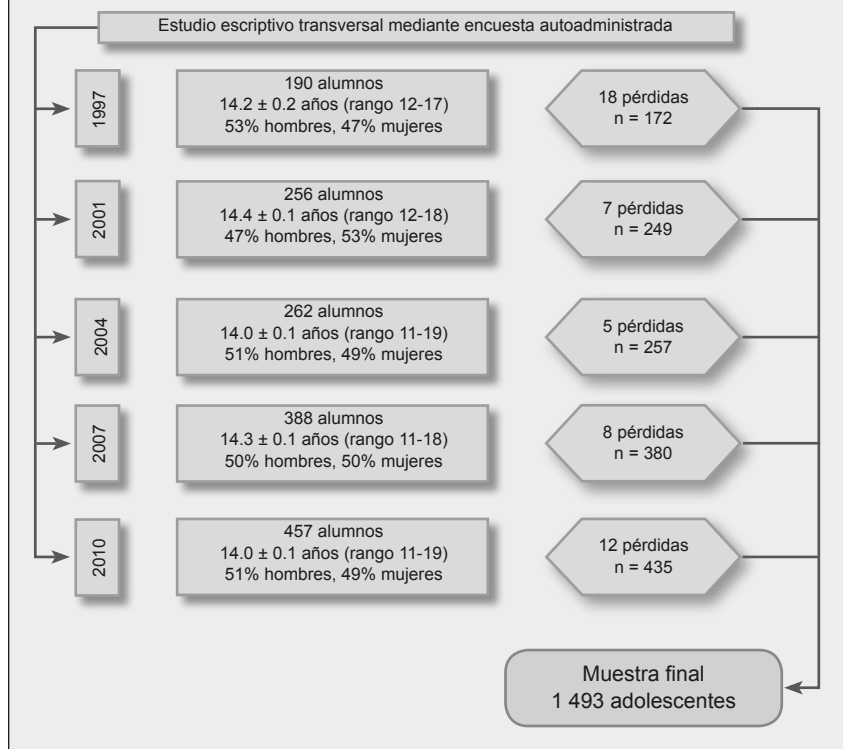 Estudio escriptivo transversal mediante encuesta autoadministrada
1997
190 alumnos
14.2 ± 0.2 años (rango 12-17)
53% hombres, 47% mujeres
18 pérdidas
n = 172
2001
256 alumnos
14.4 ± 0.1 años (rango 12-18)
47% hombres, 53% mujeres
7 pérdidas
n = 249
2004
262 alumnos
14.0 ± 0.1 años (rango 11-19)
51% hombres, 49% mujeres
5 pérdidas
n = 257
2007
388 alumnos
14.3 ± 0.1 años (rango 11-18)
50% hombres, 50% mujeres
8 pérdidas
n = 380
2010
457 alumnos
14.0 ± 0.1 años (rango 11-19)
51% hombres, 49% mujeres
12 pérdidas
n = 435
Muestra final
1 493 adolescentes